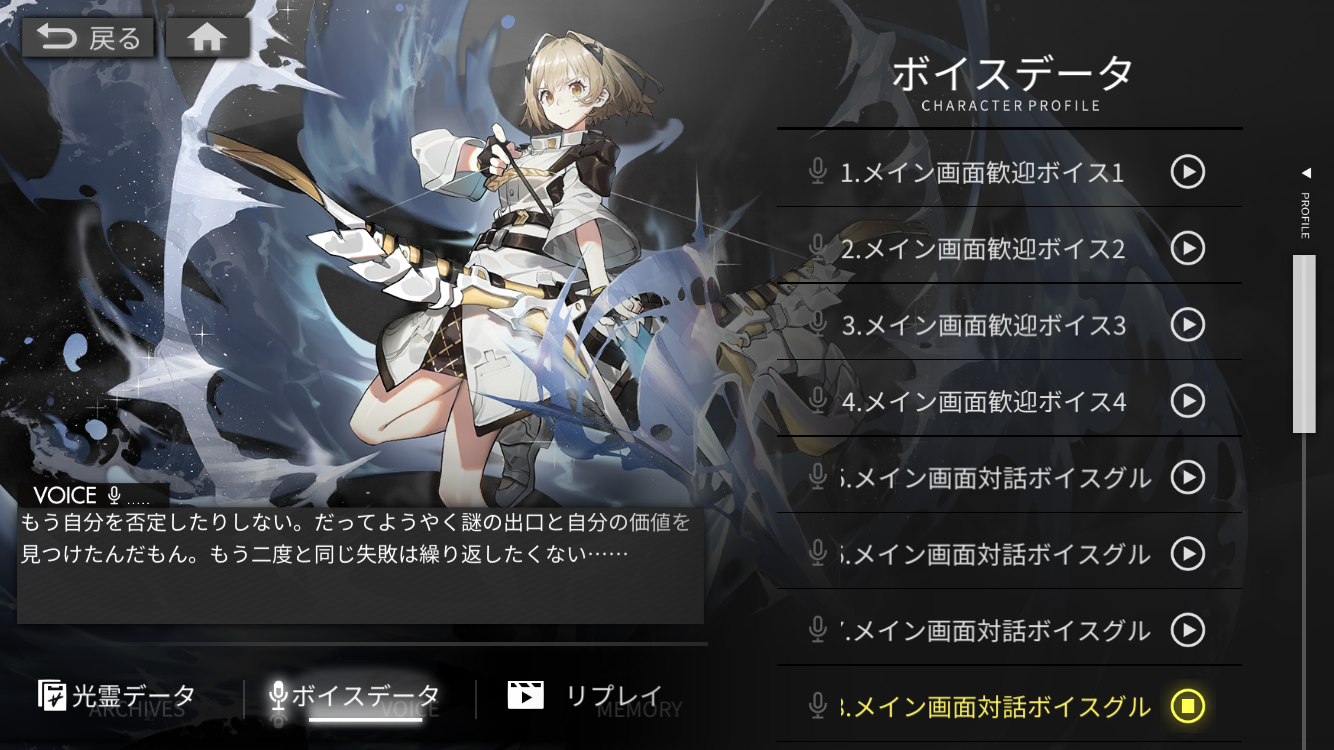 戻る
ボイスデータ
CHARACTER PROFILE
1.メイン画面歓迎ボイス1
2.メイン画面歓迎ボイス2
3.メイン画面歓迎ボイス3
4.メイン画面歓迎ボイス4
.メイン画面対話ボイスグル
.メイン画面対話ボイスグル
.メイン画面対話ボイスグル
.メイン画面対話ボイスグル
PROFILE
VOICE .....
もう自分を否定したりしない。だってようやく謎の出口と自分の価値を
見つけたんだもん。もう二度と同じ失敗は繰り返したくない……
光霊データ
ARCHIVES
ボイスデータ
VOICE
リプレイ
MEMORY